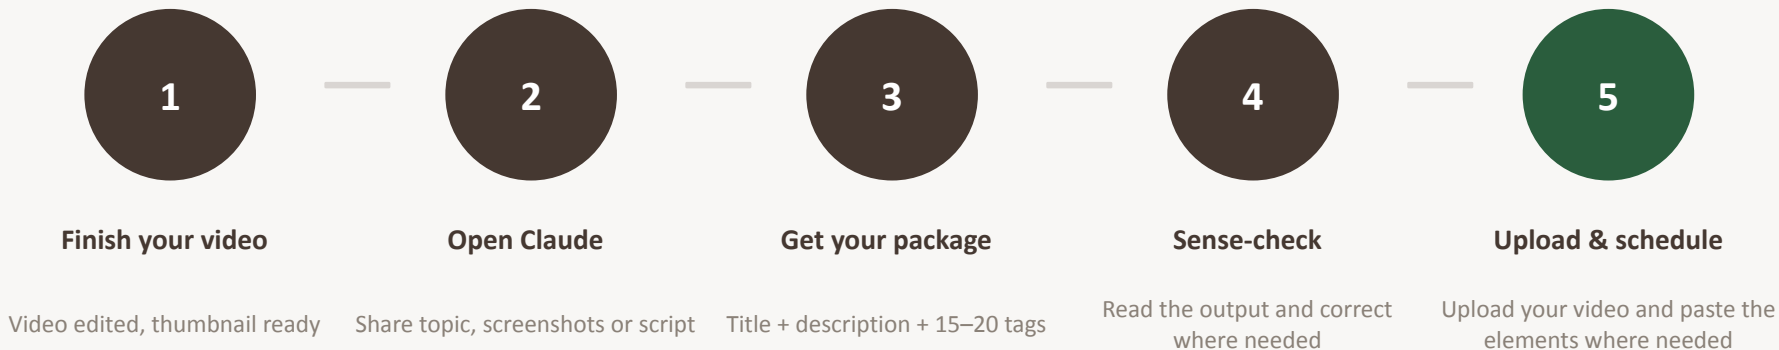 1
2
3
4
5
Finish your video
Open Claude
Get your package
Sense-check
Upload & schedule
Video edited, thumbnail ready
Share topic, screenshots or script
Title + description + 15–20 tags
Read the output and correct
where needed
Upload your video and paste the
elements where needed